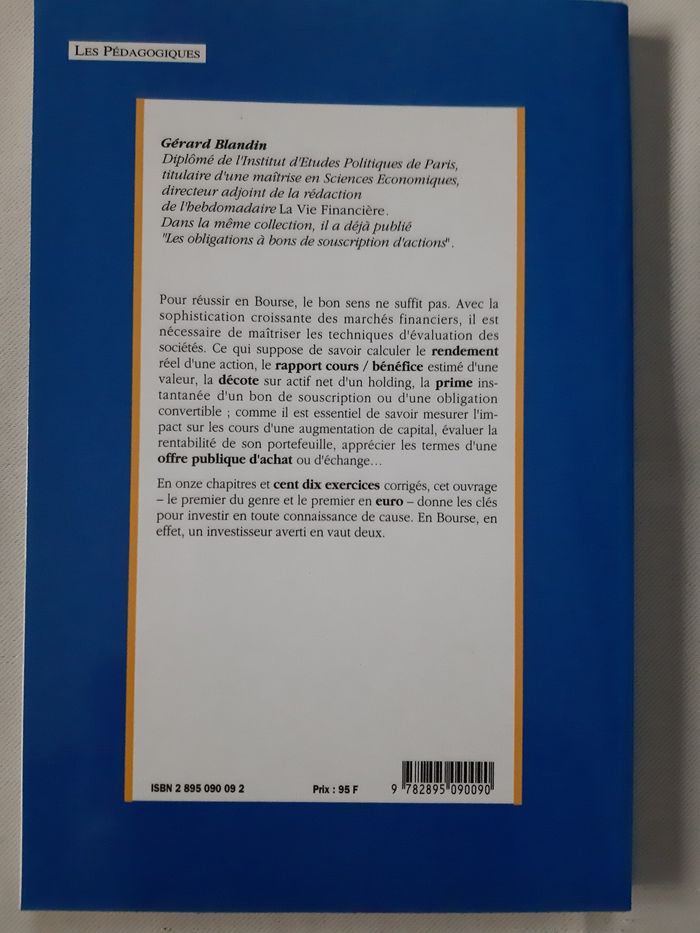 LES PÉDAGOGIQUES
Gérard Blandin
Diplômé de l'Institut d'Etudes Politiques de Paris,
titulaire d'une maîtrise en Sciences Economiques,
directeur adjoint de la rédaction
de l'hebdomadaire La Vie Financière.
Dans la même collection, il a déjà publié
"Les obligations à bons de souscription d'actions".
Pour réussir en Bourse, le bon sens ne suffit pas. Avec la
sophistication croissante des marchés financiers, il est
nécessaire de maîtriser les techniques d'évaluation des
sociétés. Ce qui suppose de savoir calculer le rendement
réel d'une action, le rapport cours / bénéfice estimé d'une
valeur, la décote sur actif net d'un holding, la prime ins-
tantanée d'un bon de souscription ou d'une obligation
convertible ; comme il est essentiel de savoir mesurer l'im-
pact sur les cours d'une augmentation de capital, évaluer la
rentabilité de son portefeuille, apprécier les termes d'une
offre publique d'achat ou d'échange...
En onze chapitres et cent dix exercices corrigés, cet ouvrage
– le premier du genre et le premier en euro – donne les clés
pour investir en toute connaissance de cause. En Bourse, en
effet, un investisseur averti en vaut deux.
ISBN 2 895 090 09 2 Prix : 95 F 9 782895 090090